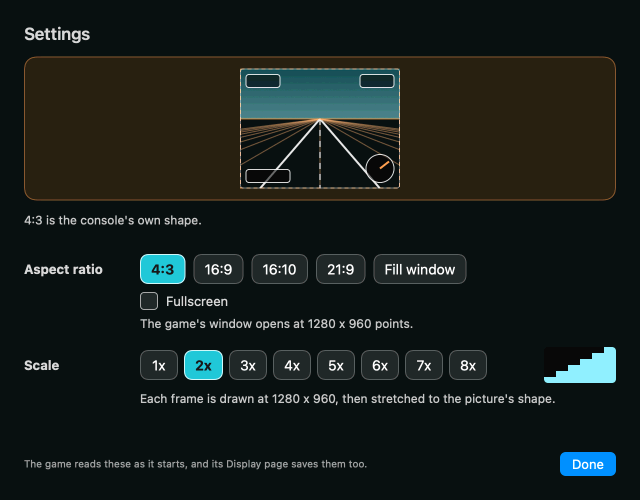 Settings
4:3 is the console's own shape.
Aspect ratio
4:3
16:9
16:10
21:9
Fill window
Fullscreen
The game's window opens at 1280 x 960 points.
Scale
1x
2x
3x
4x
5x
6x
7x
8x
Each frame is drawn at 1280 x 960, then stretched to the picture's shape.
The game reads these as it starts, and its Display page saves them too.
Done